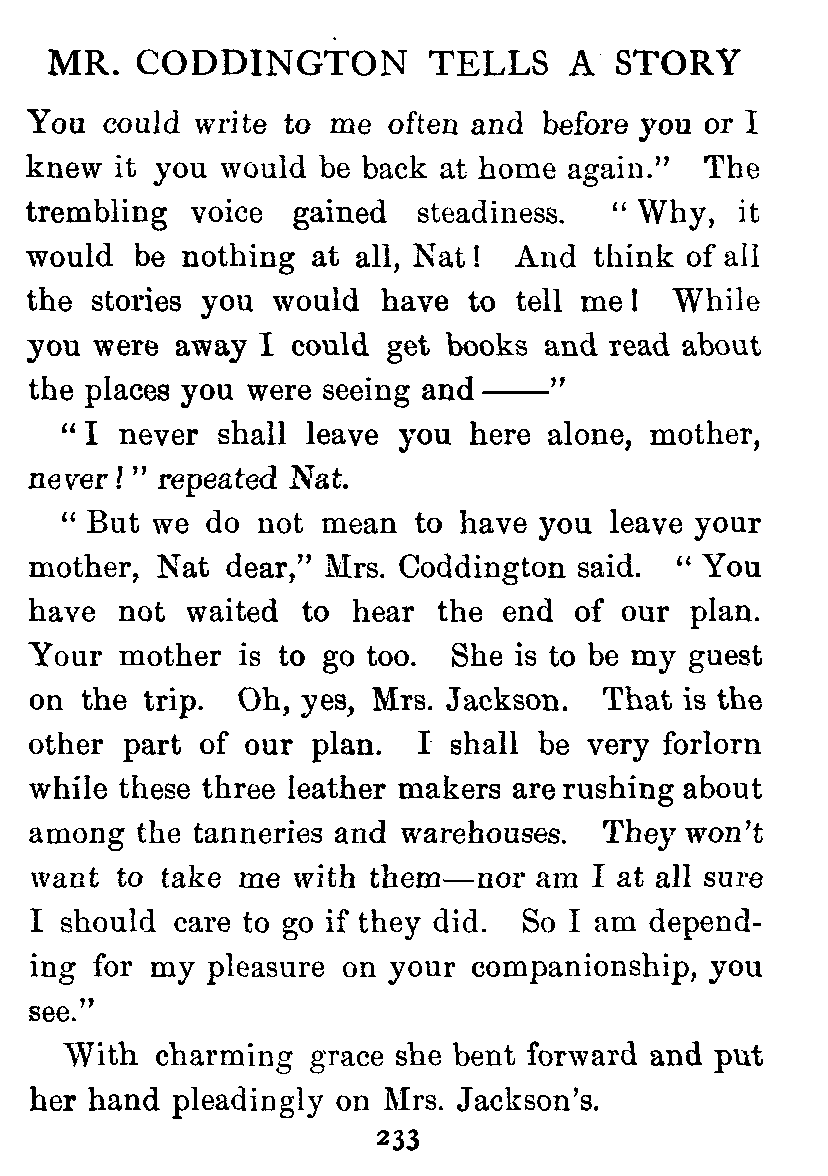 MR. CODDINGTON TELLS A STORY
You could write to me often and before you or I
knew it you would be back at home again.” The
trembling voice gained steadiness. “Why, it
would be nothing at all, Nat! And think of all
the stories you would have to tell me! While
you were away I could get books and read about
the places you were seeing and ——”
“I never shall leave you here alone, mother,
never!” repeated Nat.
“But we do not mean to have you leave your
mother, Nat dear,” Mrs. Coddington said. “You
have not waited to hear the end of our plan.
Your mother is to go too. She is to be my guest
on the trip. Oh, yes, Mrs. Jackson. That is the
other part of our plan. I shall be very forlorn
while these three leather makers are rushing about
among the tanneries and warehouses. They won’t
want to take me with them—nor am I at all sure
I should care to go if they did. So I am depend-
ing for my pleasure on your companionship, you
see.”
With charming grace she bent forward and put
her hand pleadingly on Mrs. Jackson’s.
233